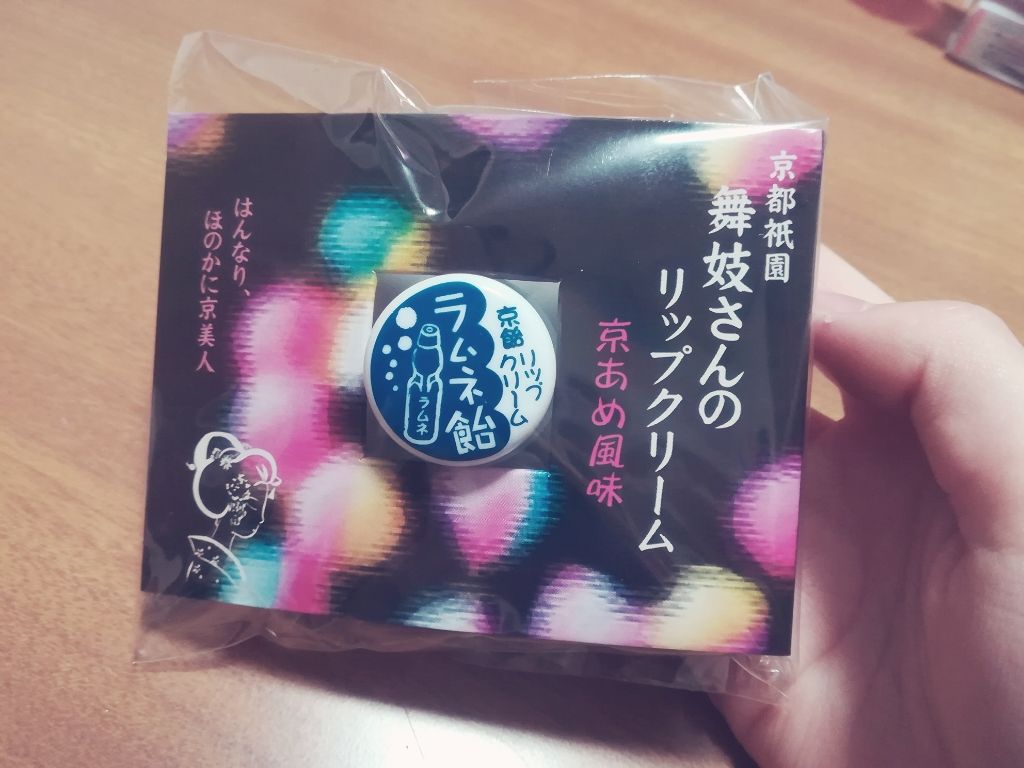 京都祇園
舞妓さんの
リップクリーム
京あめ風味
京飴
リップ
クリーム
ラムネ飴
ラムネ
はんなり、
ほのかに京美人